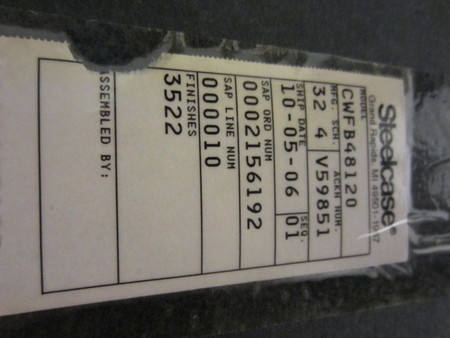 Steelcase®
Grand Rapids, MI 49501-1967
MODEL
CWFB48120
MFG. SCH. ACKN NUM.
32 4 V59851
SHIP DATE SEQ.
10-05-06 01
SAP ORD NUM
0002156192
SAP LINE NUM
000010
FINISHES
3522
ASSEMBLED BY: